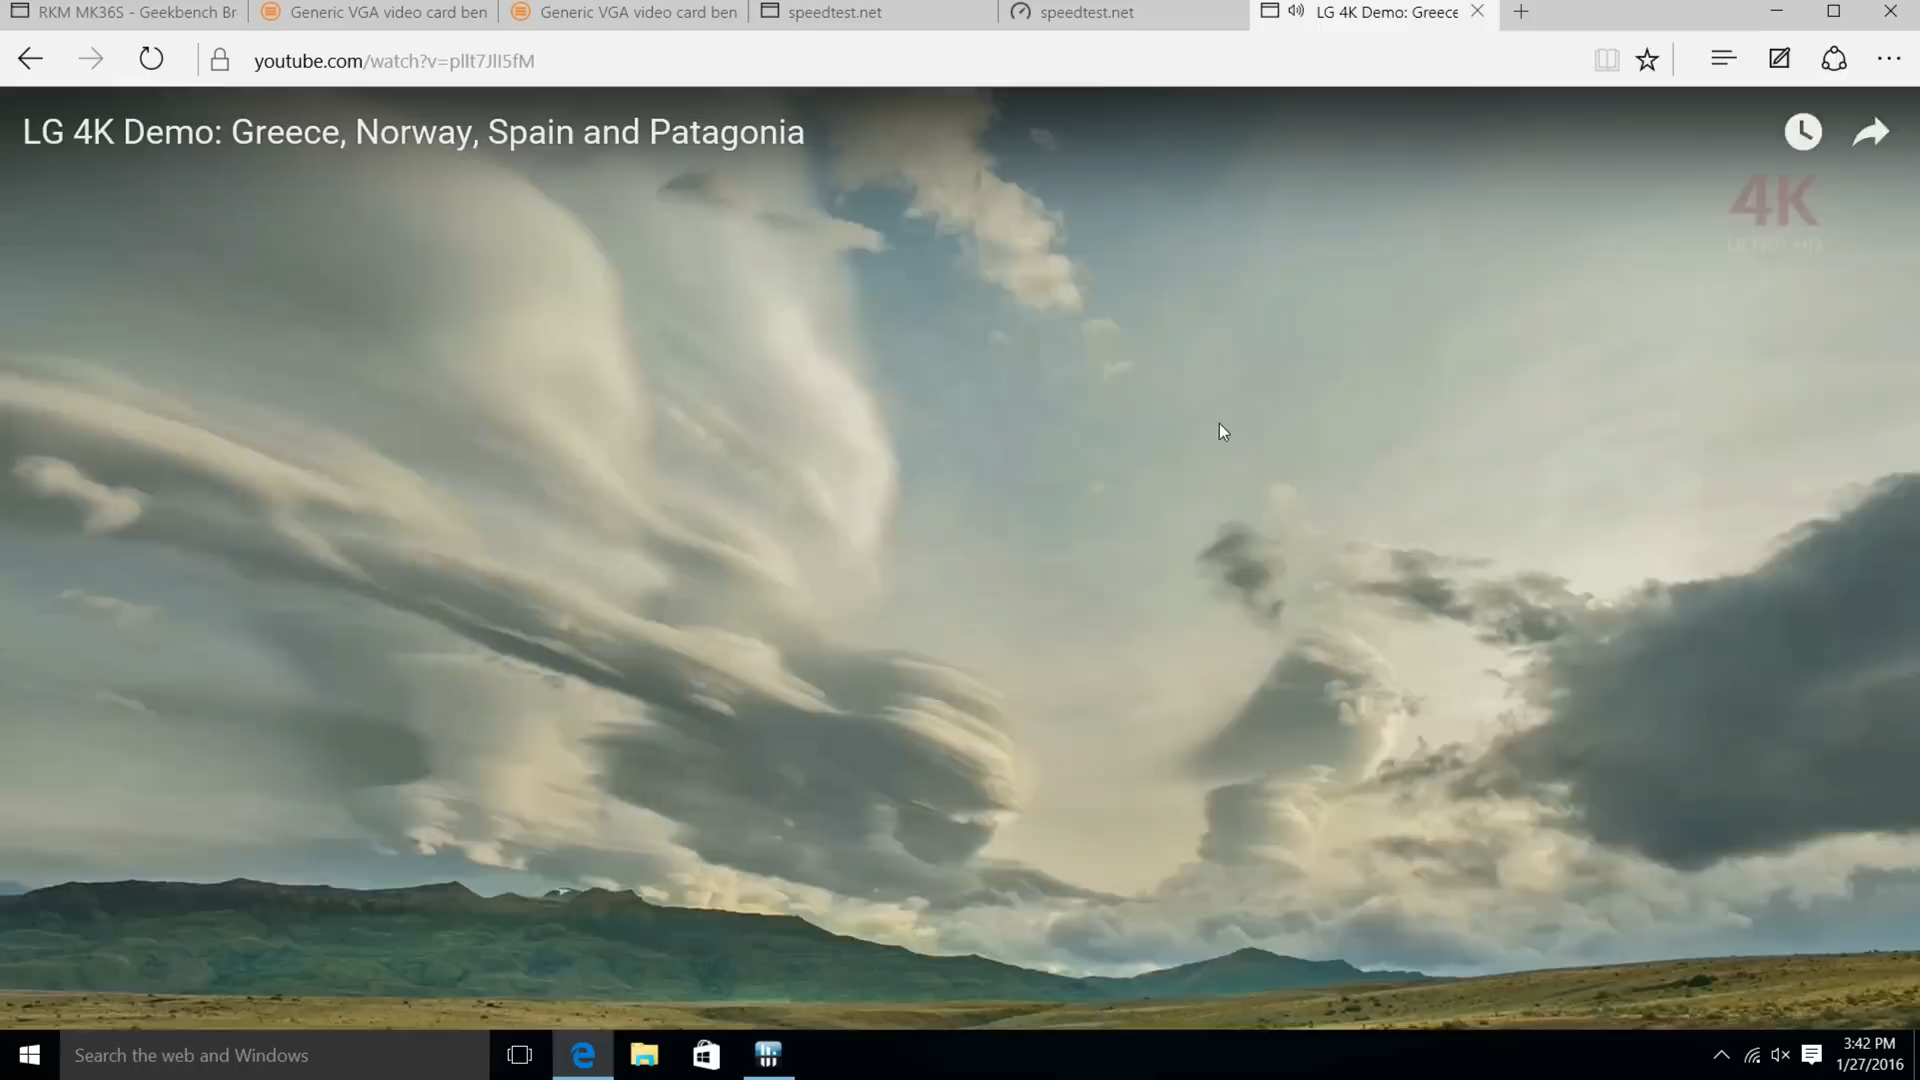 RKM MK36S - Geekbench Br
Generic VGA video card ben
Generic VGA video card ben
speedtest.net
speedtest.net
LG 4K Demo: Greece
youtube.com/watch?v=pllt7JlI5fM
LG 4K Demo: Greece, Norway, Spain and Patagonia
4K
ULTRA HD
Search the web and Windows
3:42 PM
1/27/2016